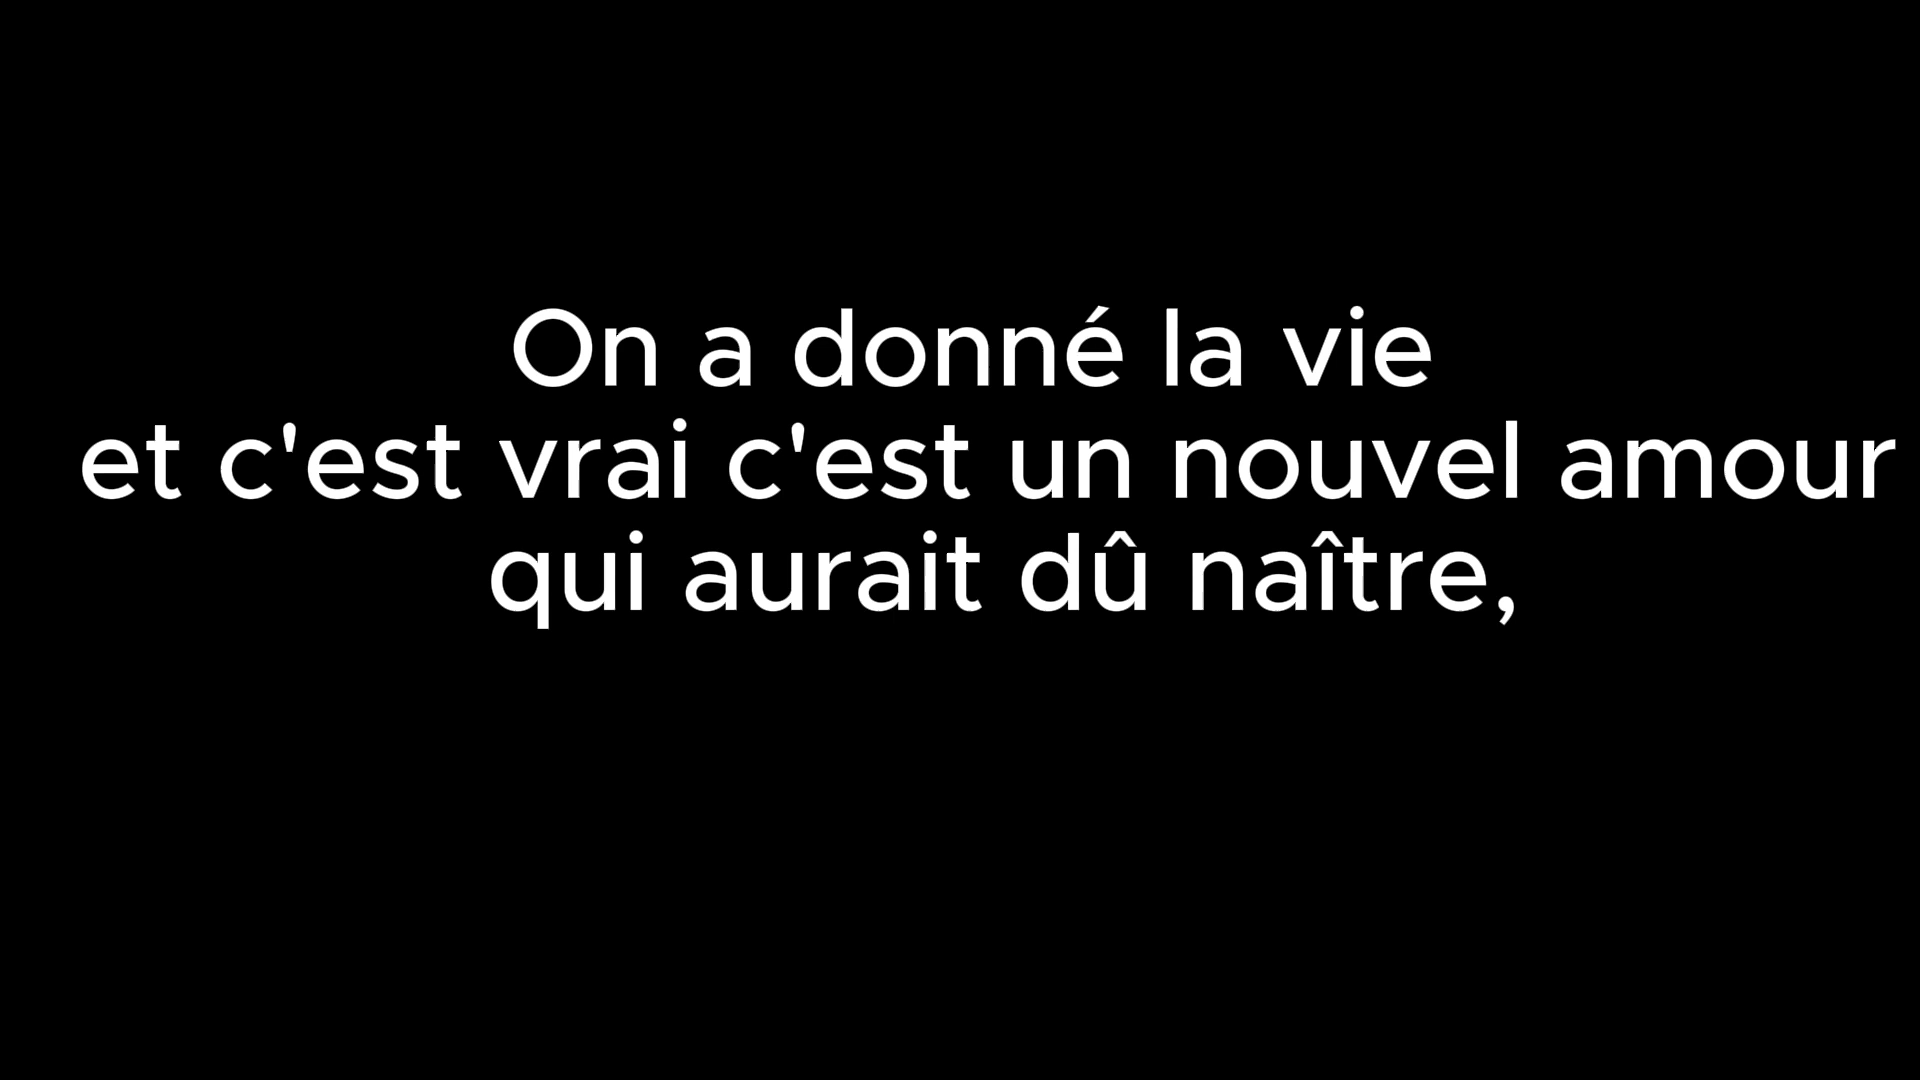 On a donné la vie
et c'est vrai c'est un nouvel amour
qui aurait dû naître,